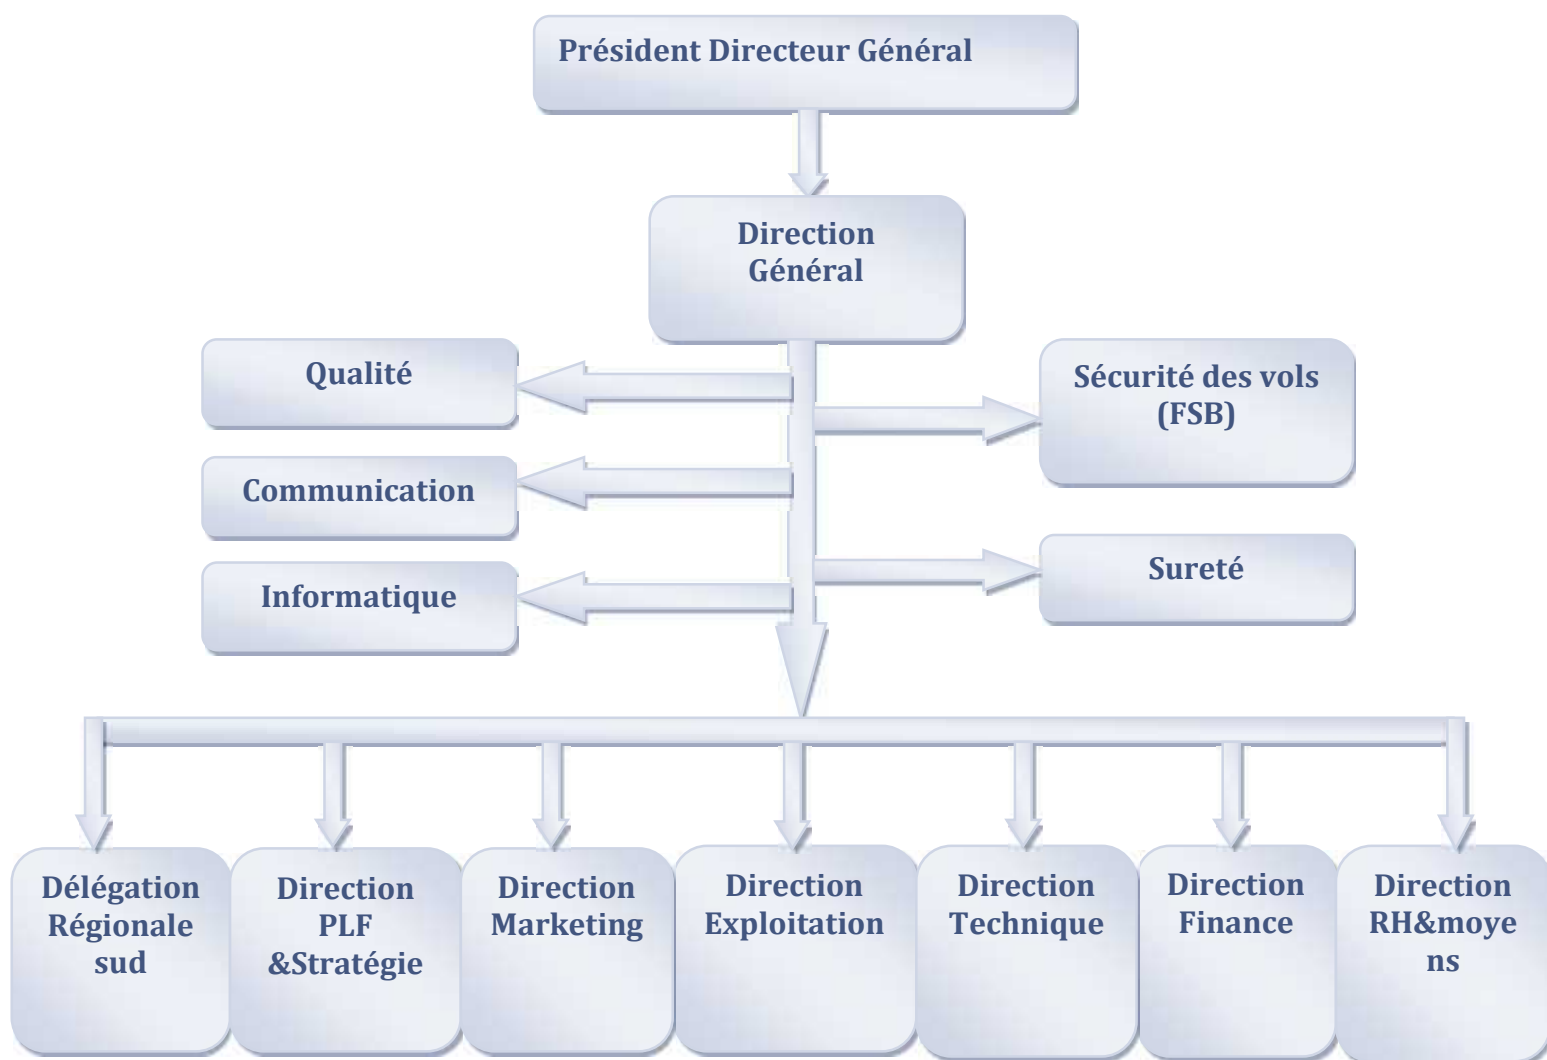 Président Directeur Général
Direction
Général
Qualité
Sécurité des vols
(FSB)
Communication
Sureté
Informatique
Délégation
Régionale
sud
Direction
PLF
&Stratégie
Direction
Marketing
Direction
Exploitation
Direction
Technique
Direction
Finance
Direction
RH&moye
ns